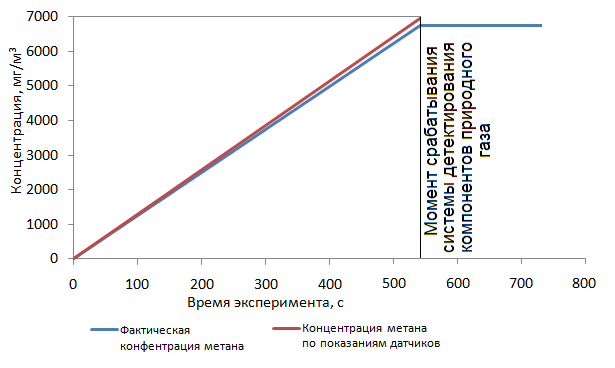 Концентрация, мг/м³
7000
6000
5000
4000
3000
2000
1000
0
0
100
200
300
400
500
600
700
800
Время эксперимента, с
Момент срабатывания
системы детектирования
компонентов природного
газа
Фактическая
конфентрация метана
Концентрация метана
по показаниям датчиков